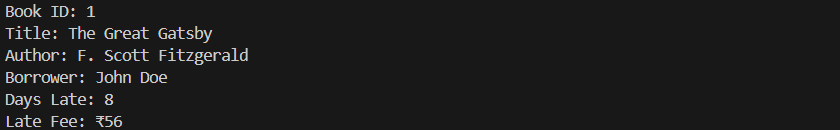 Book ID: 1
Title: The Great Gatsby
Author: F. Scott Fitzgerald
Borrower: John Doe
Days Late: 8
Late Fee: ₹56